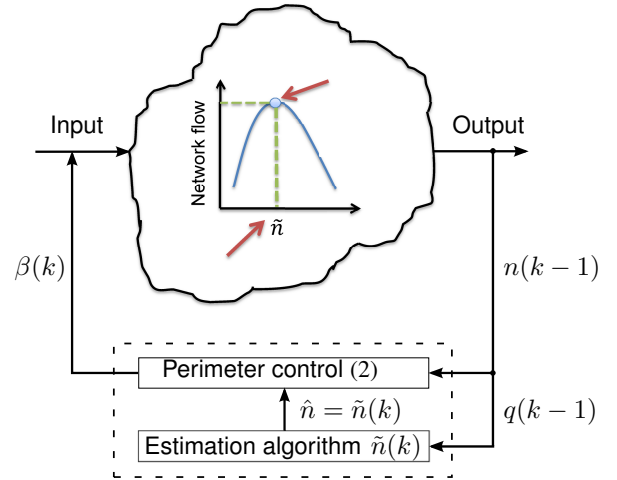 Input
Output
Network flow
ñ
β(k)
n(k − 1)
Perimeter control (2)
n̂ = ñ(k)
q(k − 1)
Estimation algorithm ñ(k)